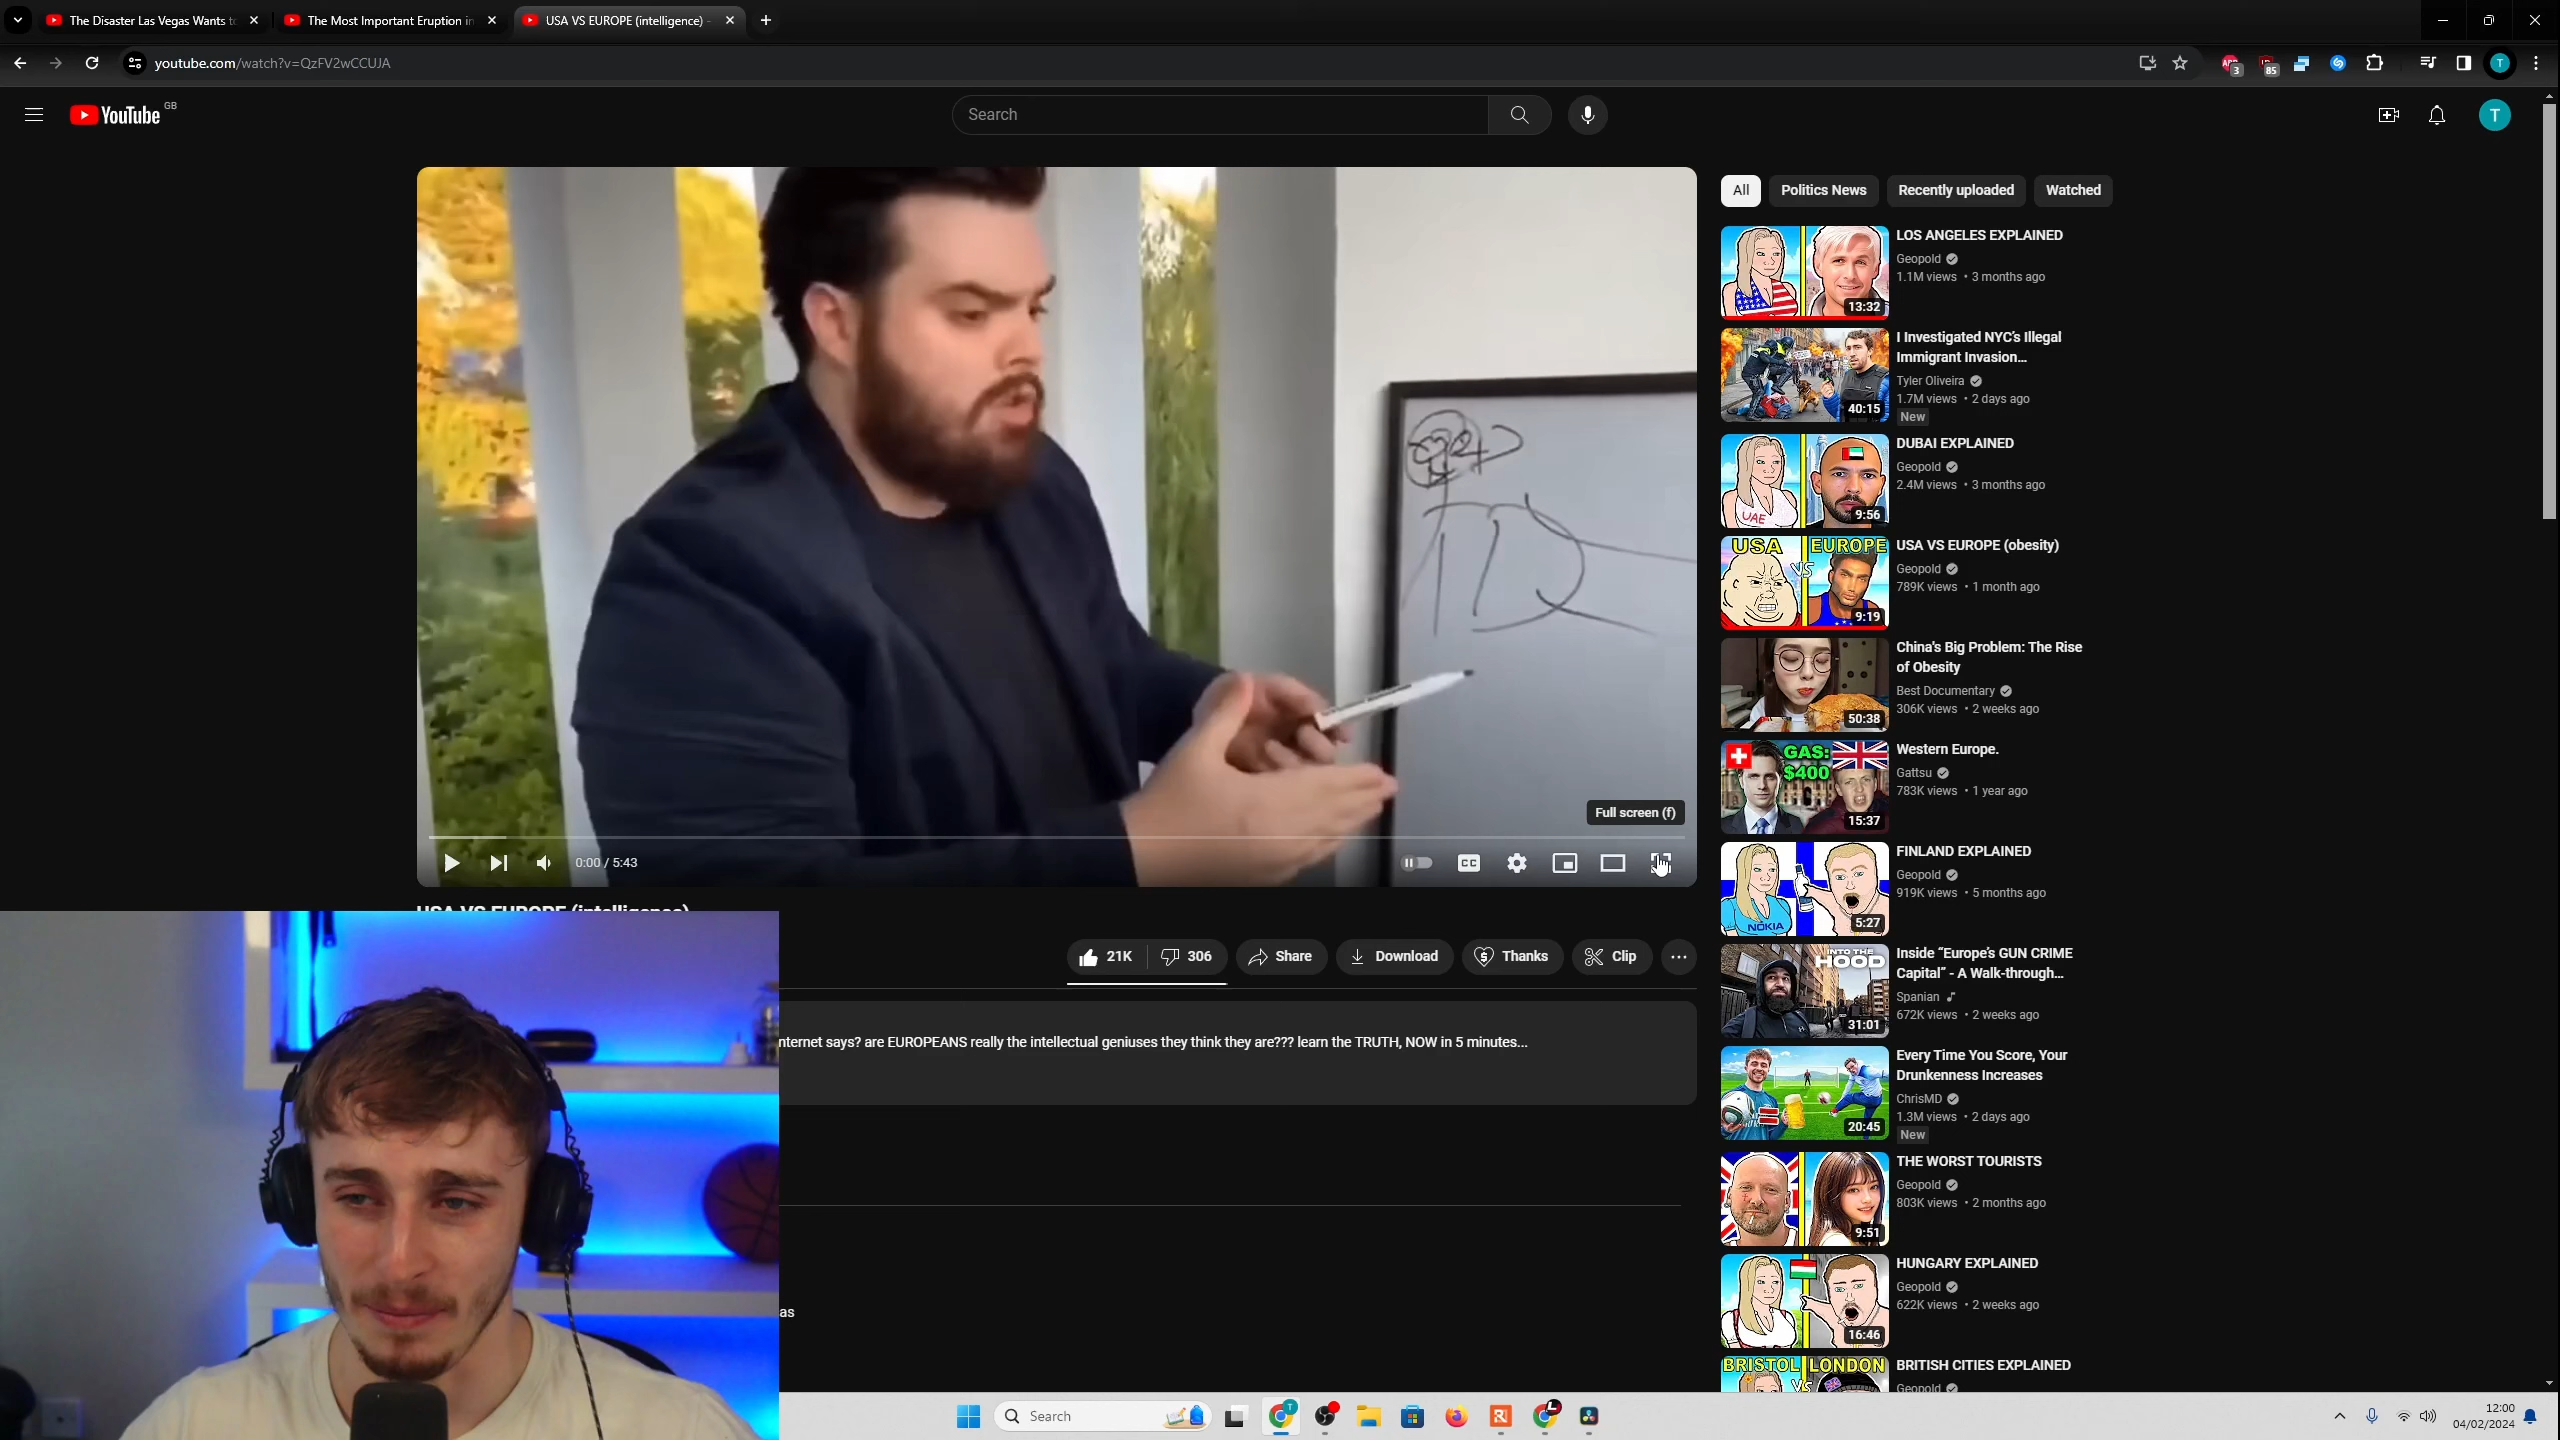 The Disaster Las Vegas Wants t
The Most Important Eruption in
USA VS EUROPE (intelligence) -
youtube.com/watch?v=QzFV2wCCUJA
3
85
T
YouTube GB
Search
T
All
Politics News
Recently uploaded
Watched
LOS ANGELES EXPLAINED
Geopold
1.1M views • 3 months ago
13:32
I Investigated NYC's Illegal
Immigrant Invasion...
Tyler Oliveira
1.7M views • 2 days ago
New
40:15
DUBAI EXPLAINED
Geopold
2.4M views • 3 months ago
UAE
9:56
USA VS EUROPE
USA VS EUROPE (obesity)
Geopold
789K views • 1 month ago
9:19
China's Big Problem: The Rise
of Obesity
Best Documentary
306K views • 2 weeks ago
50:38
GAS:
$400
Western Europe.
Gattsu
783K views • 1 year ago
15:37
FINLAND EXPLAINED
Geopold
919K views • 5 months ago
NOKIA
5:27
INTO THE
HOOD
Inside “Europe's GUN CRIME
Capital” - A Walk-through...
Spanian
672K views • 2 weeks ago
31:01
Every Time You Score, Your
Drunkenness Increases
ChrisMD
1.3M views • 2 days ago
New
20:45
THE WORST TOURISTS
Geopold
803K views • 2 months ago
9:51
HUNGARY EXPLAINED
Geopold
622K views • 2 weeks ago
16:46
BRISTOL VS LONDON
BRITISH CITIES EXPLAINED
Geopold
Full screen (f)
0:00 / 5:43
CC
USA VS EUROPE (intelligence)
21K
306
Share
Download
Thanks
Clip
nternet says? are EUROPEANS really the intellectual geniuses they think they are??? learn the TRUTH, NOW in 5 minutes...
as
Search
12:00
04/02/2024